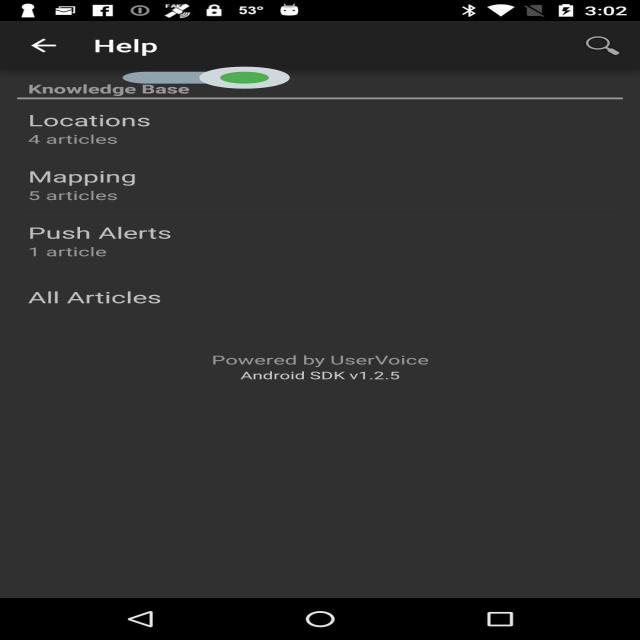 53°
3:02
Help
Knowledge Base
Locations
4 articles
Mapping
5 articles
Push Alerts
1 article
All Articles
Powered by UserVoice
Android SDK v1.2.5